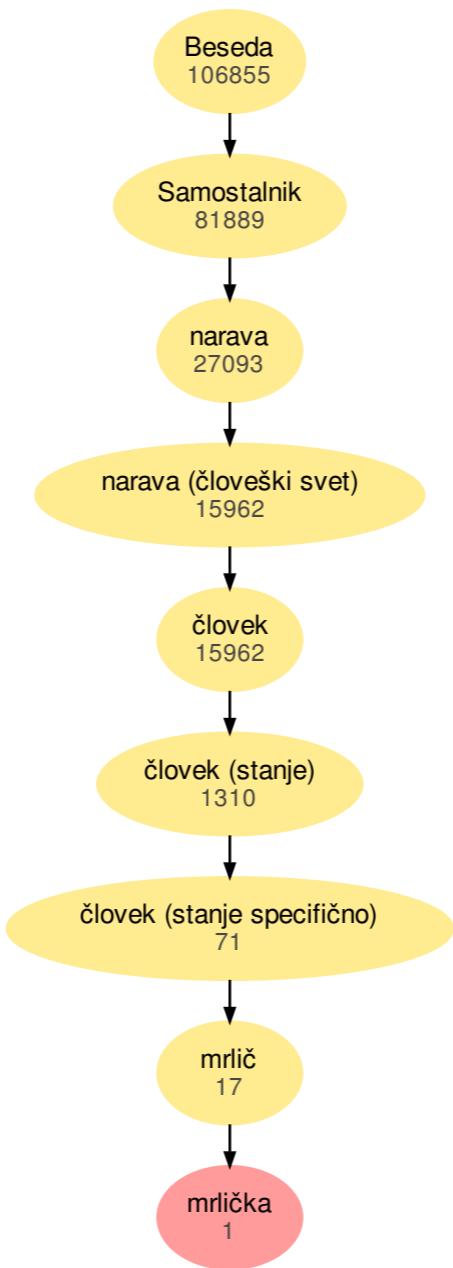 Beseda
106855
Samostalnik
81889
narava
27093
narava (človeški svet)
15962
človek
15962
človek (stanje)
1310
človek (stanje specifično)
71
mrlič
17
mrlička
1